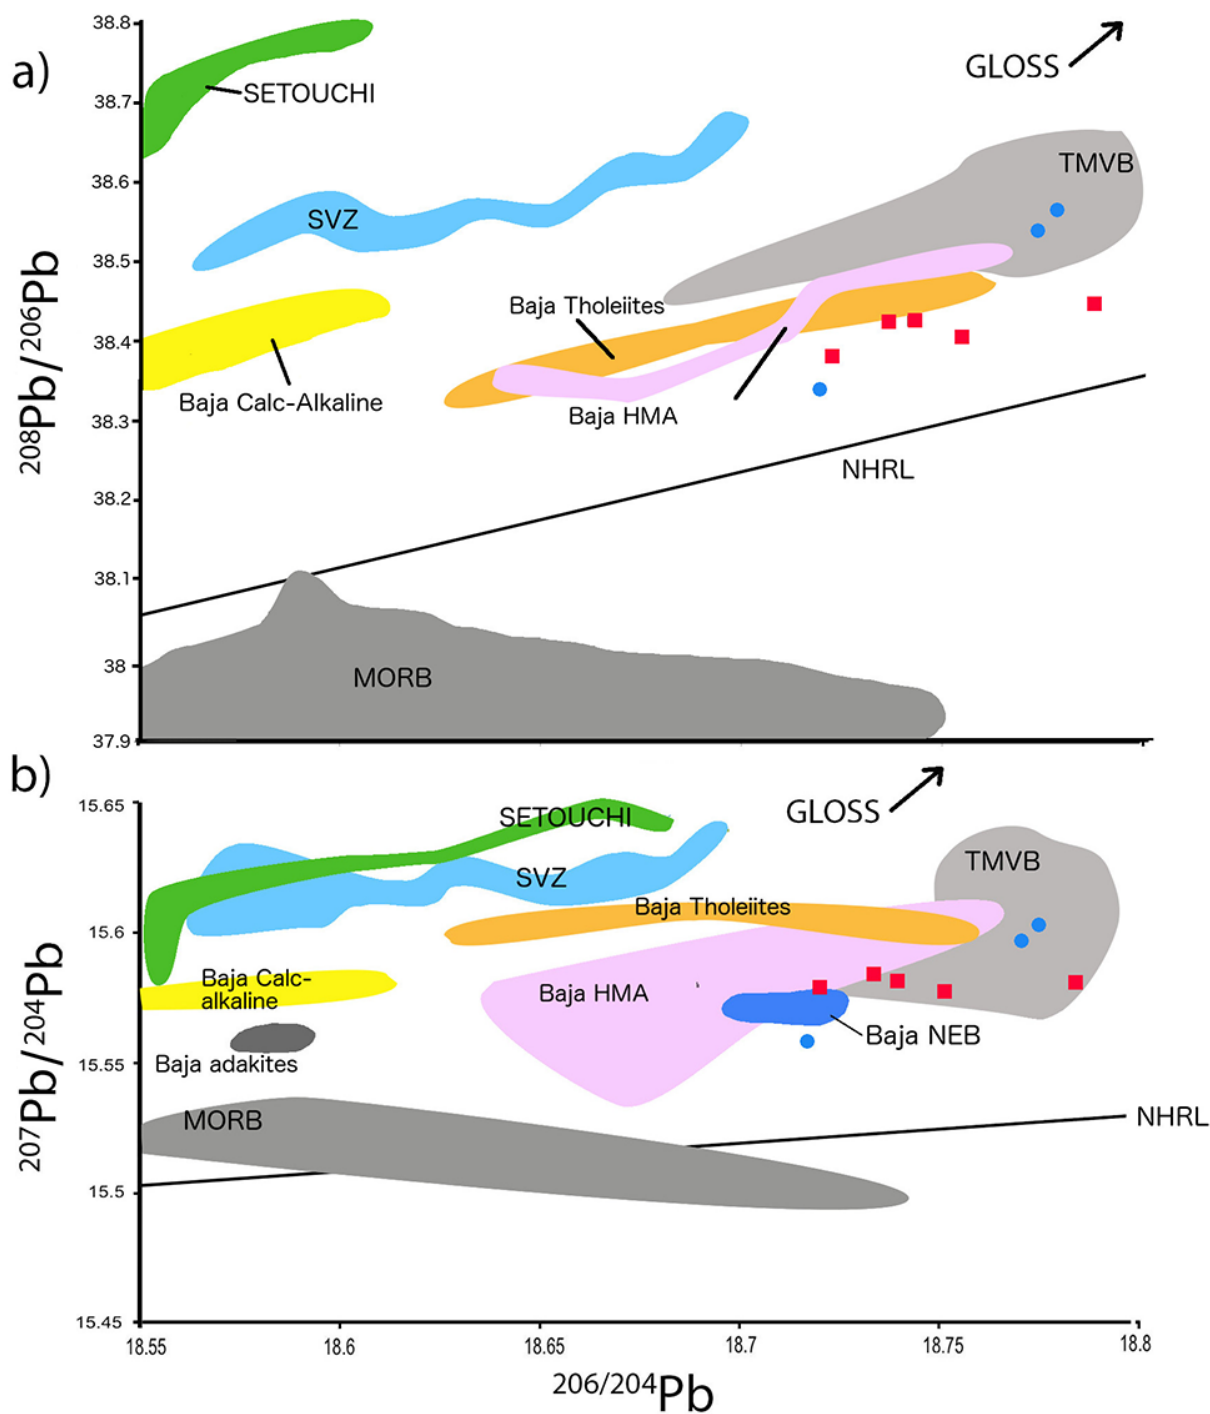 a)
38.8
38.7
38.6
38.5
38.4
38.3
38.2
38.1
38
37.9
208Pb/206Pb
SETOUCHI
GLOSS
TMVB
SVZ
Baja Tholeiites
Baja Calc-Alkaline
Baja HMA
NHRL
MORB
b)
15.65
15.6
15.55
15.5
15.45
207Pb/204Pb
GLOSS
SETOUCHI
TMVB
SVZ
Baja Tholeiites
Baja Calc-
alkaline
Baja HMA
Baja NEB
Baja adakites
MORB
NHRL
18.55
18.6
18.65
18.7
18.75
18.8
206/204Pb